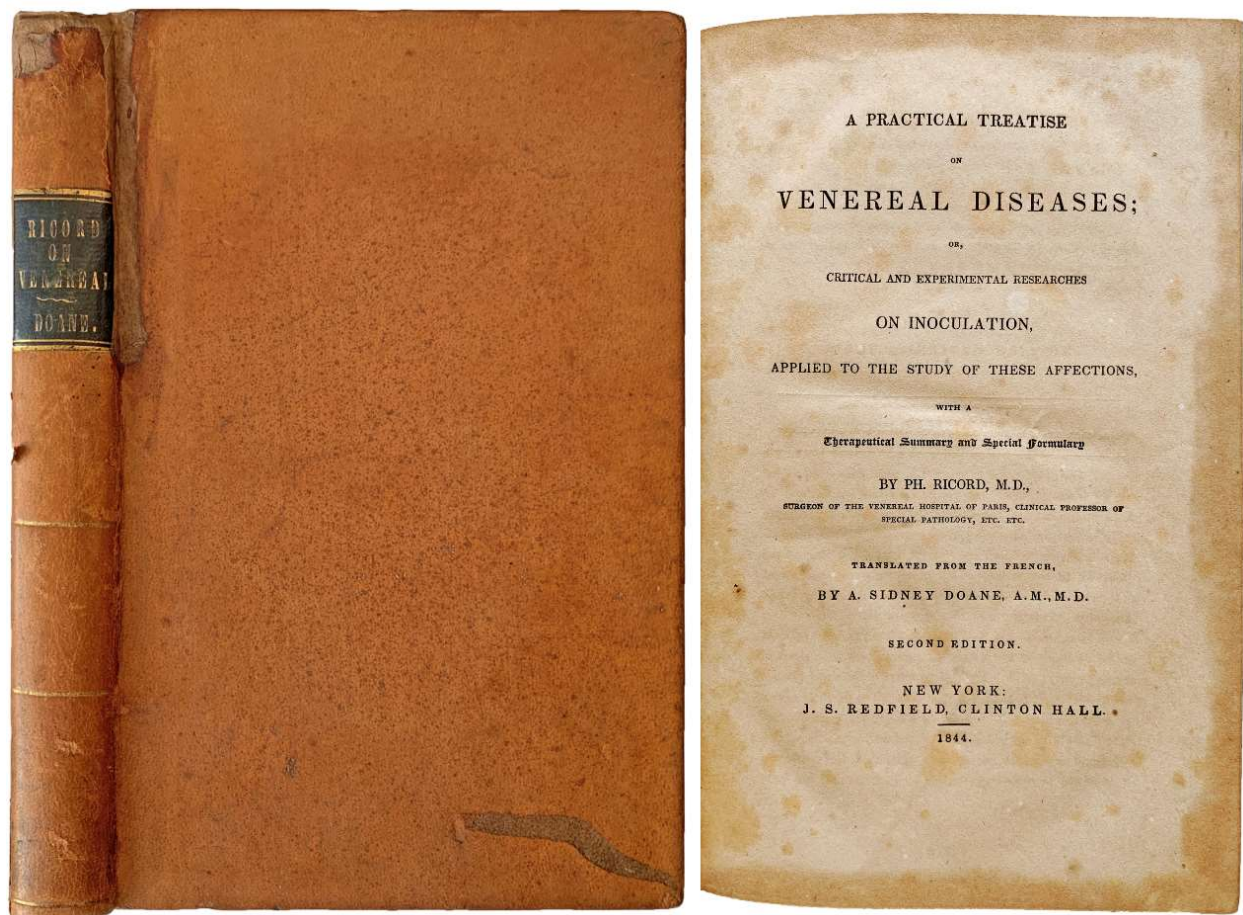 RICORD
ON
VENEREAL
DOANE.
A PRACTICAL TREATISE
ON
VENEREAL DISEASES;
OR,
CRITICAL AND EXPERIMENTAL RESEARCHES
ON INOCULATION,
APPLIED TO THE STUDY OF THESE AFFECTIONS,
WITH A
Therapeutical Summary and Special Formulary
BY PH. RICORD, M.D.,
SURGEON OF THE VENEREAL HOSPITAL OF PARIS, CLINICAL PROFESSOR OF
SPECIAL PATHOLOGY, ETC. ETC.
TRANSLATED FROM THE FRENCH,
BY A. SIDNEY DOANE, A.M., M.D.
SECOND EDITION.
NEW YORK:
J. S. REDFIELD, CLINTON HALL.
1844.